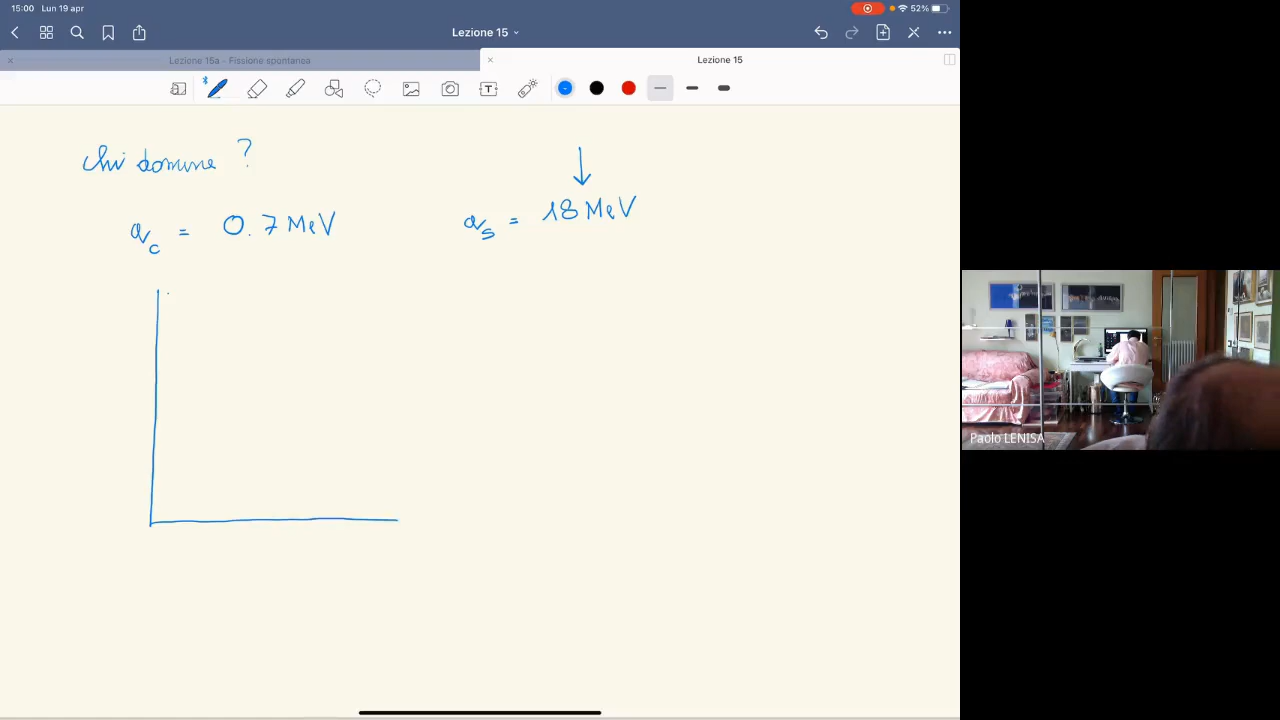 15:00 Lun 19 apr
52%
Lezione 15
Lezione 15a - Fissione spontanea
Lezione 15
Chi domina ?
a_c = 0.7 MeV
a_s = 18 MeV
Paolo LENISA